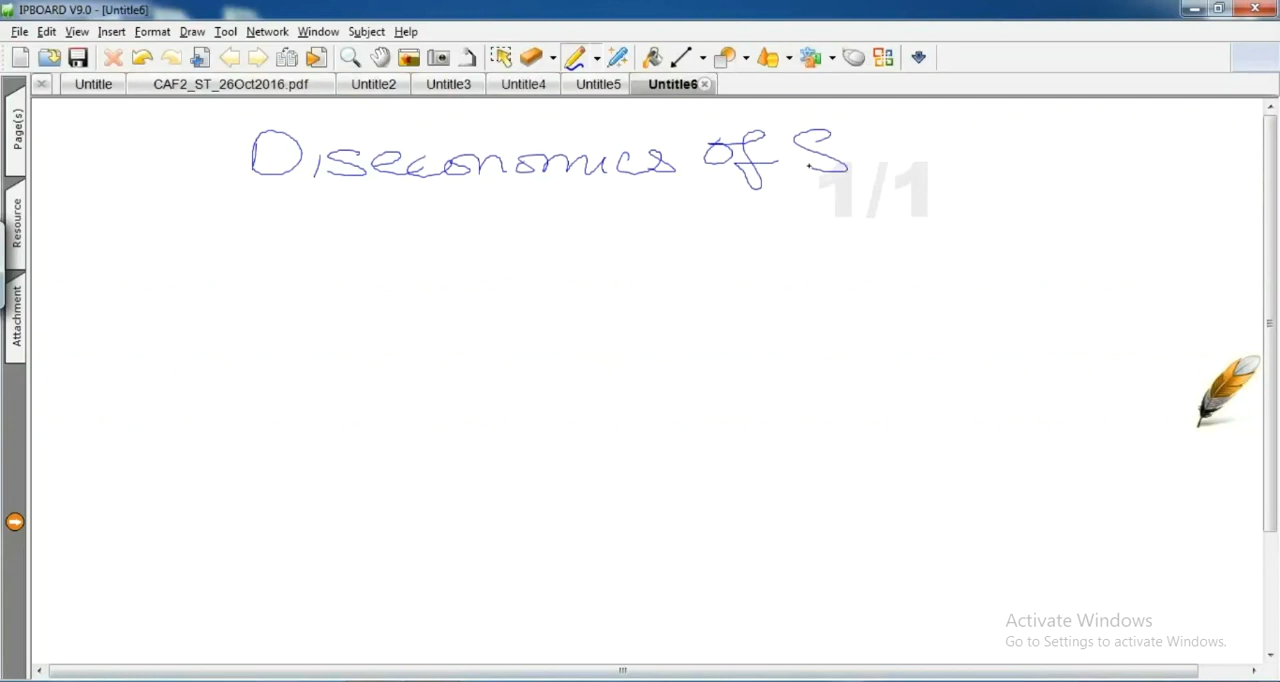 IPBOARD V9.0 - [Untitle6]
File Edit View Insert Format Draw Tool Network Window Subject Help
Untitle CAF2_ST_26Oct2016.pdf Untitle2 Untitle3 Untitle4 Untitle5 Untitle6
Page(s)
Resource
Attachment
Diseconomics of S
1/1
Activate Windows
Go to Settings to activate Windows.